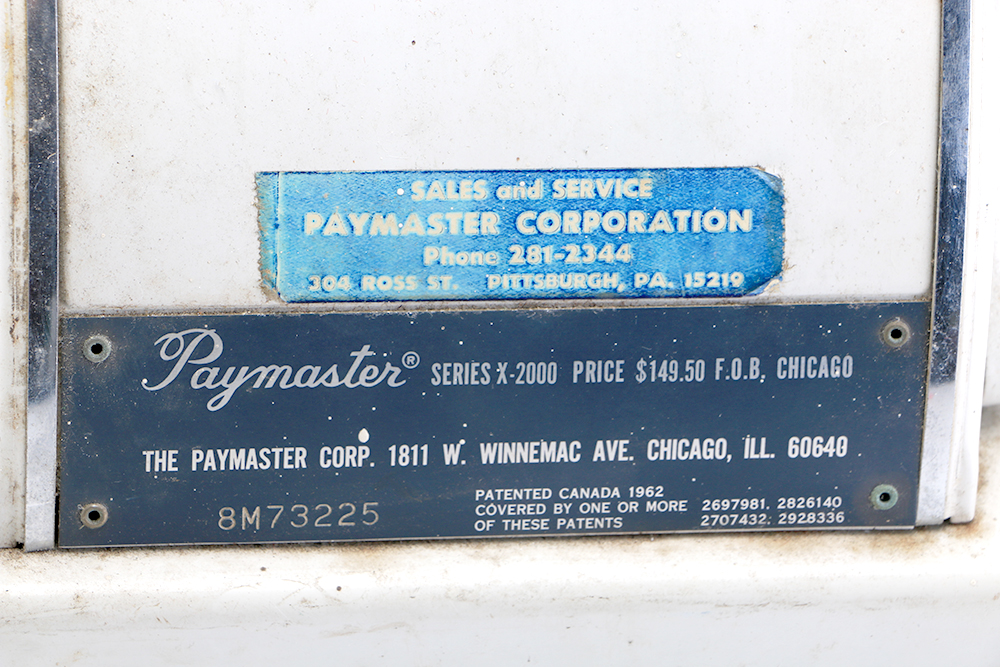 SALES and SERVICE
PAYMASTER CORPORATION
Phone 281-2344
304 ROSS ST. PITTSBURGH, PA. 15219
Paymaster® SERIES X-2000 PRICE $149.50 F.O.B. CHICAGO
THE PAYMASTER CORP. 1811 W. WINNEMAC AVE. CHICAGO, ILL. 60640
8M73225
PATENTED CANADA 1962
COVERED BY ONE OR MORE 2697981. 2826140
OF THESE PATENTS 2707432. 2928336